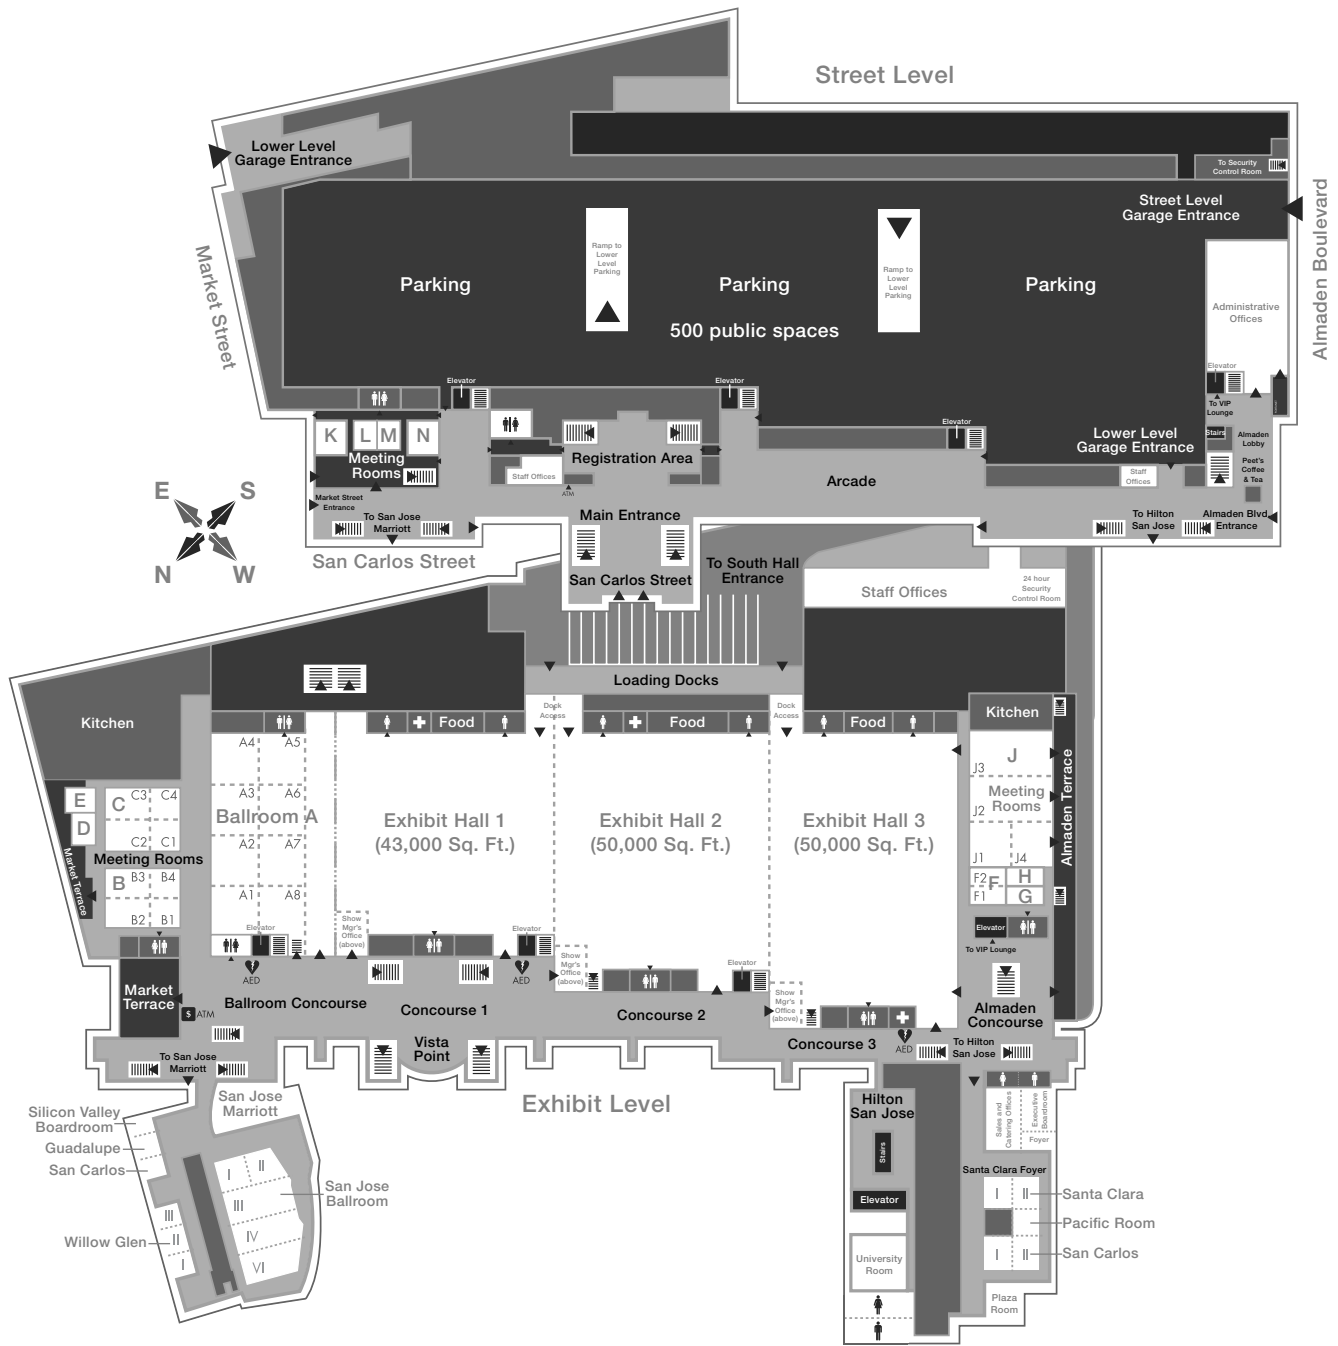 Street Level
Lower Level
Garage Entrance
To Security
Control Room
Street Level
Garage Entrance
Almaden Boulevard
Market Street
Ramp to
Lower
Level
Parking
Ramp to
Lower
Level
Parking
Parking
Parking
Parking
500 public spaces
Administrative
Offices
Elevator
Elevator
Elevator
Elevator
To VIP
Lounge
K
L
M
N
Meeting
Rooms
Registration Area
Staff Offices
ATM
Lower Level
Garage Entrance
Stairs
Almaden
Lobby
Peet's
Coffee
& Tea
Staff
Offices
Arcade
Market Street
Entrance
To San Jose
Marriott
Main Entrance
To Hilton
San Jose
Almaden Blvd
Entrance
E
S
N
W
San Carlos Street
San Carlos Street
To South Hall
Entrance
Staff Offices
24 hour
Security
Control Room
Loading Docks
Kitchen
Dock
Access
Dock
Access
Food
Food
Food
Kitchen
A4
A5
A3
A6
Ballroom A
A2
A7
A1
A8
Exhibit Hall 1
(43,000 Sq. Ft.)
Exhibit Hall 2
(50,000 Sq. Ft.)
Exhibit Hall 3
(50,000 Sq. Ft.)
J
J3
Meeting
Rooms
J2
J1
J4
F2
F
F1
H
G
Almaden Terrace
E
D
C
C3
C4
C2
C1
Meeting Rooms
B
B3
B4
B2
B1
Market Terrace
Market
Terrace
Show
Mgr's
Office
(above)
Show
Mgr's
Office
(above)
Show
Mgr's
Office
(above)
Elevator
Elevator
Elevator
Elevator
To VIP Lounge
AED
AED
AED
$ ATM
Ballroom Concourse
Concourse 1
Concourse 2
Concourse 3
Almaden
Concourse
Vista
Point
To San Jose
Marriott
To Hilton
San Jose
Exhibit Level
San Jose
Marriott
Silicon Valley
Boardroom
Guadalupe
San Carlos
Willow Glen
III
II
I
I
II
III
IV
VI
San Jose
Ballroom
Hilton
San Jose
Stairs
Elevator
University
Room
Sales and
Catering Offices
Executive
Boardroom
Foyer
Santa Clara Foyer
I
II
Santa Clara
Pacific Room
I
II
San Carlos
Plaza
Room